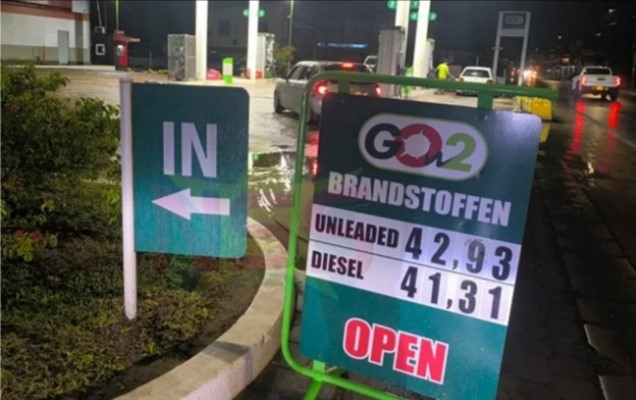 IN
GO2
BRANDSTOFFEN
UNLEADED 42,93
DIESEL 41,31
OPEN